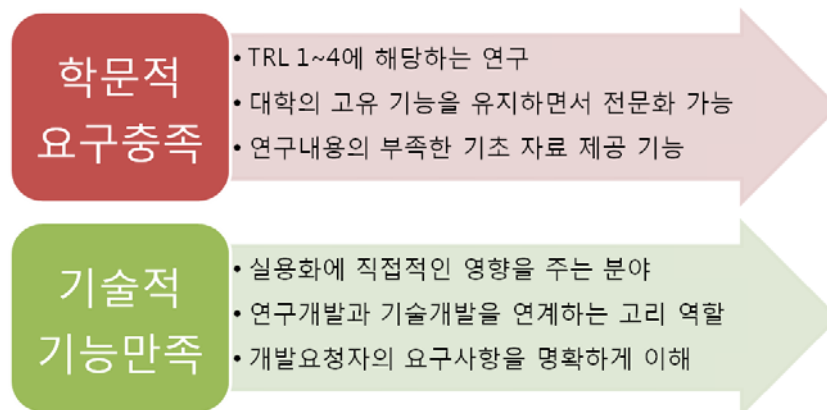 학문적
요구충족
• TRL 1~4에 해당하는 연구
• 대학의 고유 기능을 유지하면서 전문화 가능
• 연구내용의 부족한 기초 자료 제공 기능
기술적
기능만족
• 실용화에 직접적인 영향을 주는 분야
• 연구개발과 기술개발을 연계하는 고리 역할
• 개발요청자의 요구사항을 명확하게 이해